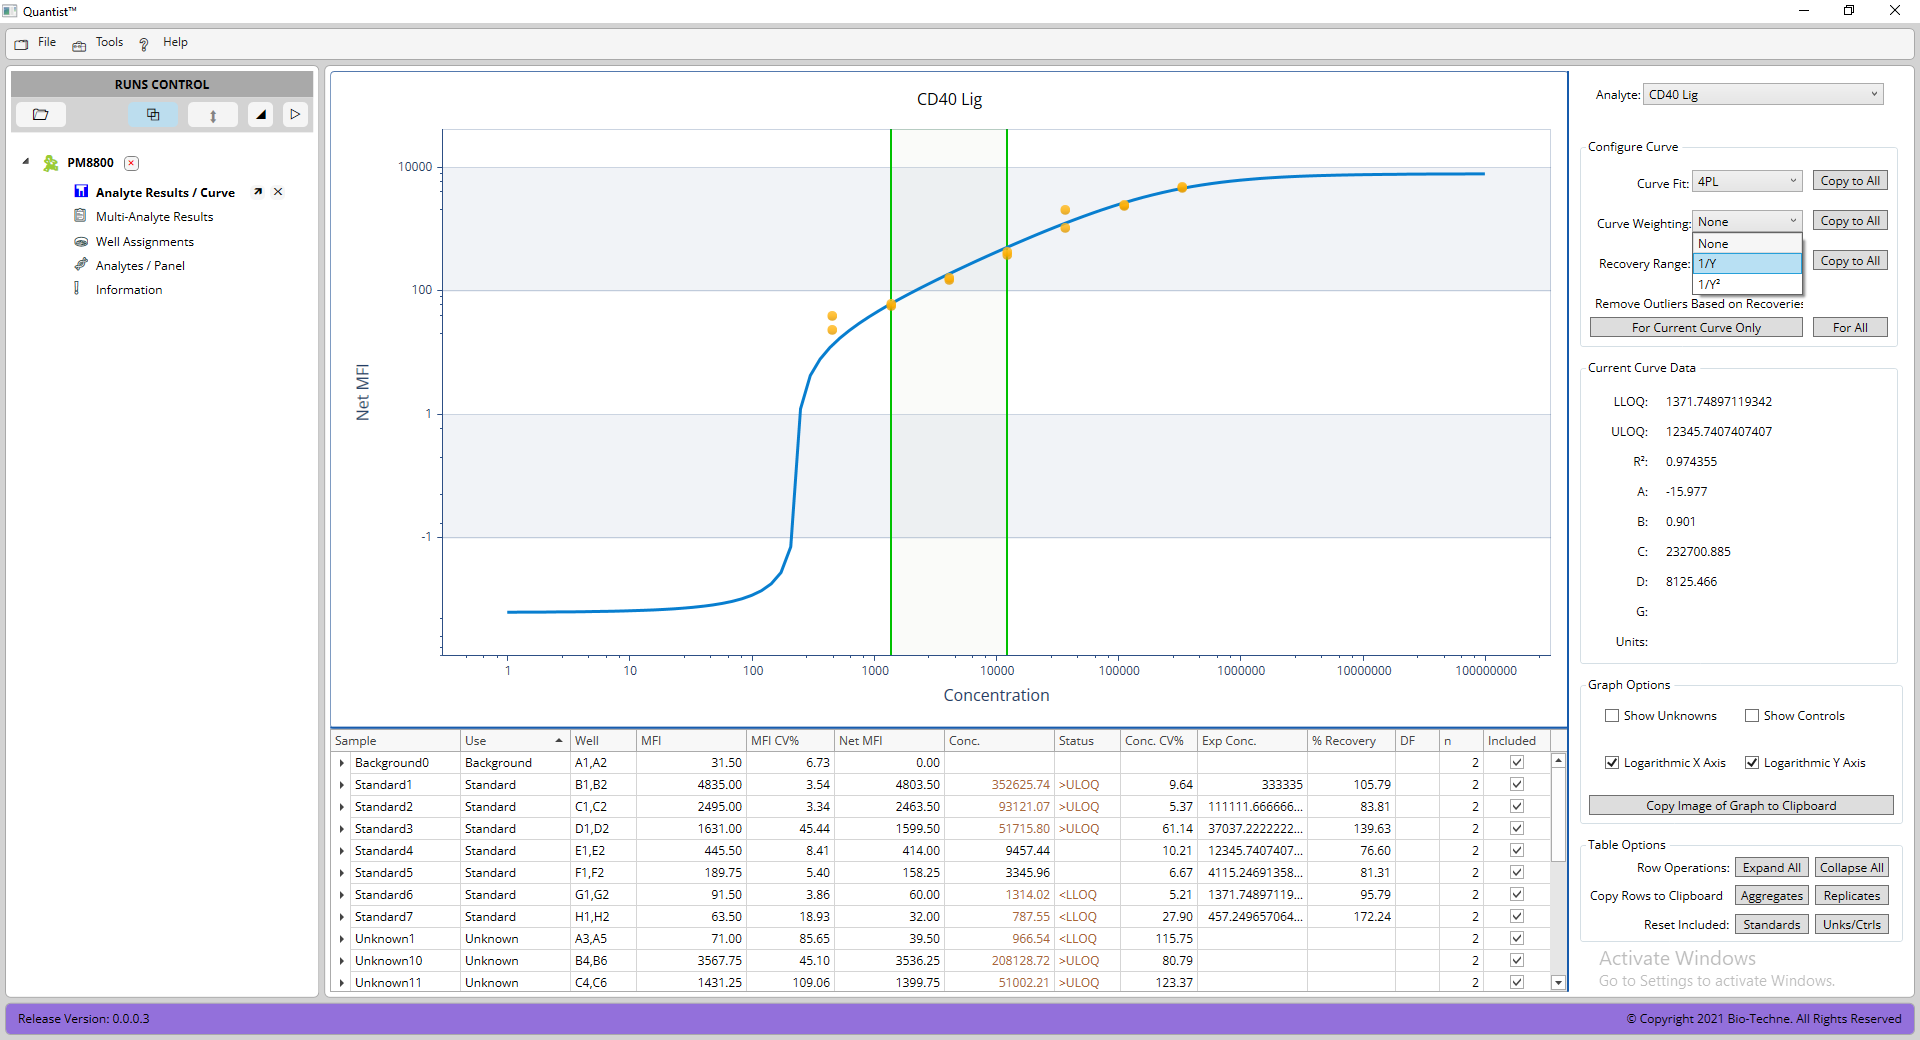 Quantist™
File Tools Help
RUNS CONTROL
PM8800
Analyte Results / Curve
Multi-Analyte Results
Well Assignments
Analytes / Panel
Information
CD40 Lig
10000
100
1
-1
Net MFI
1 10 100 1000 10000 100000 1000000 10000000 100000000
Concentration
Sample Use Well MFI MFI CV% Net MFI Conc. Status Conc. CV% Exp Conc. % Recovery DF n Included
Background0 Background A1,A2 31.50 6.73 0.00 2
Standard1 Standard B1,B2 4835.00 3.54 4803.50 352625.74 >ULOQ 9.64 333335 105.79 2
Standard2 Standard C1,C2 2495.00 3.34 2463.50 93121.07 >ULOQ 5.37 111111.666666... 83.81 2
Standard3 Standard D1,D2 1631.00 45.44 1599.50 51715.80 >ULOQ 61.14 37037.2222222... 139.63 2
Standard4 Standard E1,E2 445.50 8.41 414.00 9457.44 10.21 12345.7407407... 76.60 2
Standard5 Standard F1,F2 189.75 5.40 158.25 3345.96 6.67 4115.24691358... 81.31 2
Standard6 Standard G1,G2 91.50 3.86 60.00 1314.02 <LLOQ 5.21 1371.74897119... 95.79 2
Standard7 Standard H1,H2 63.50 18.93 32.00 787.55 <LLOQ 27.90 457.249657064... 172.24 2
Unknown1 Unknown A3,A5 71.00 85.65 39.50 966.54 <LLOQ 115.75 2
Unknown10 Unknown B4,B6 3567.75 45.10 3536.25 208128.72 >ULOQ 80.79 2
Unknown11 Unknown C4,C6 1431.25 109.06 1399.75 51002.21 >ULOQ 123.37 2
Analyte: CD40 Lig
Configure Curve
Curve Fit: 4PL Copy to All
Curve Weighting: None Copy to All
None
Recovery Range: 1/Y Copy to All
1/Y²
Remove Outliers Based on Recoveries
For Current Curve Only For All
Current Curve Data
LLOQ: 1371.74897119342
ULOQ: 12345.7407407407
R²: 0.974355
A: -15.977
B: 0.901
C: 232700.885
D: 8125.466
G:
Units:
Graph Options
Show Unknowns Show Controls
Logarithmic X Axis Logarithmic Y Axis
Copy Image of Graph to Clipboard
Table Options
Row Operations: Expand All Collapse All
Copy Rows to Clipboard Aggregates Replicates
Reset Included: Standards Unks/Ctrls
Activate Windows
Go to Settings to activate Windows.
Release Version: 0.0.0.3 © Copyright 2021 Bio-Techne. All Rights Reserved